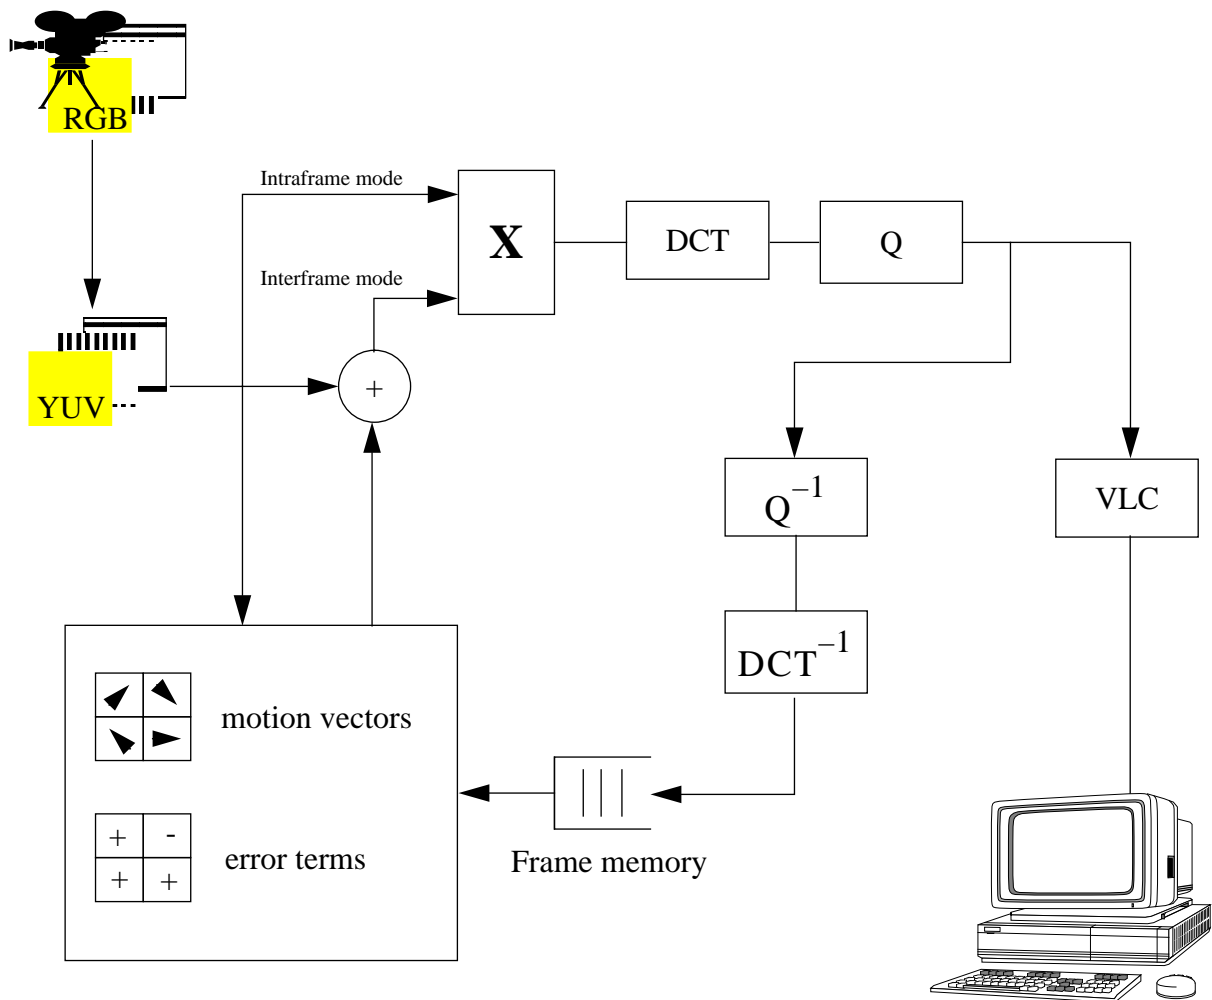 RGB
Intraframe mode
X
DCT
Q
Interframe mode
YUV
+
Q−1
VLC
DCT−1
motion vectors
+ -
+ +
error terms
Frame memory